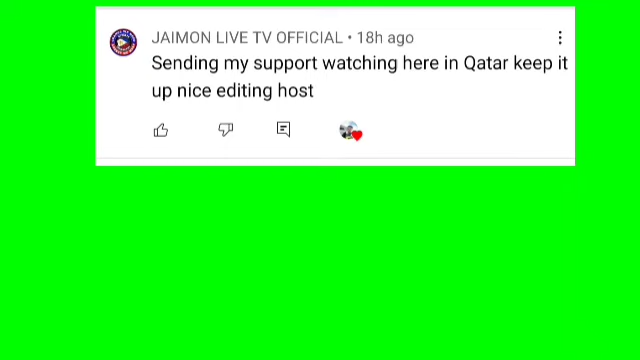 JAIMON LIVE TV OFFICIAL • 18h ago
Sending my support watching here in Qatar keep it
up nice editing host